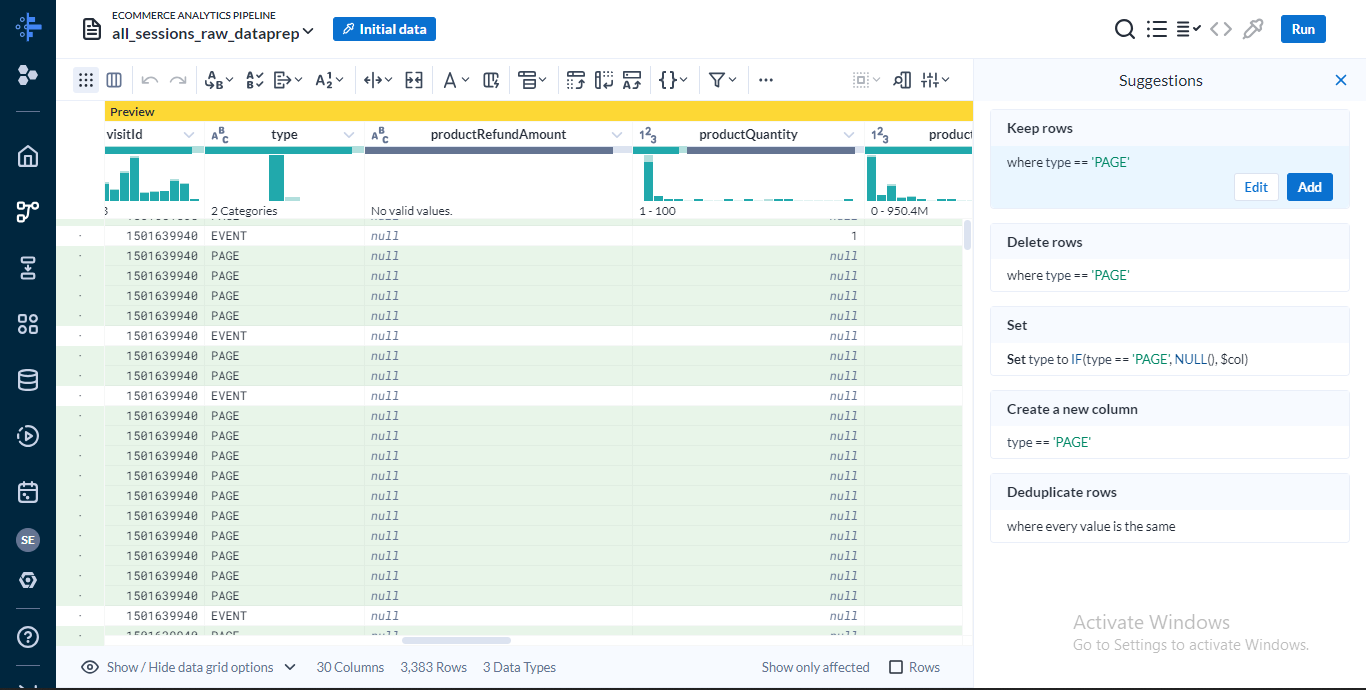 ECOMMERCE ANALYTICS PIPELINE
all_sessions_raw_dataprep
Initial data
Run
Preview
visitId
ABC type
ABC productRefundAmount
123 productQuantity
123 product
3
2 Categories
No valid values.
1 - 100
0 - 950.4M
1501639940 EVENT null 1
1501639940 PAGE null null
1501639940 PAGE null null
1501639940 PAGE null null
1501639940 PAGE null null
1501639940 EVENT null
1501639940 PAGE null null
1501639940 PAGE null null
1501639940 EVENT null
1501639940 PAGE null null
1501639940 PAGE null null
1501639940 PAGE null null
1501639940 PAGE null null
1501639940 PAGE null null
1501639940 PAGE null null
1501639940 PAGE null null
1501639940 PAGE null null
1501639940 PAGE null null
1501639940 PAGE null null
1501639940 EVENT null null
Show / Hide data grid options
30 Columns
3,383 Rows
3 Data Types
Show only affected
Rows
Suggestions
Keep rows
where type == 'PAGE'
Edit
Add
Delete rows
where type == 'PAGE'
Set
Set type to IF(type == 'PAGE', NULL(), $col)
Create a new column
type == 'PAGE'
Deduplicate rows
where every value is the same
Activate Windows
Go to Settings to activate Windows.
SE